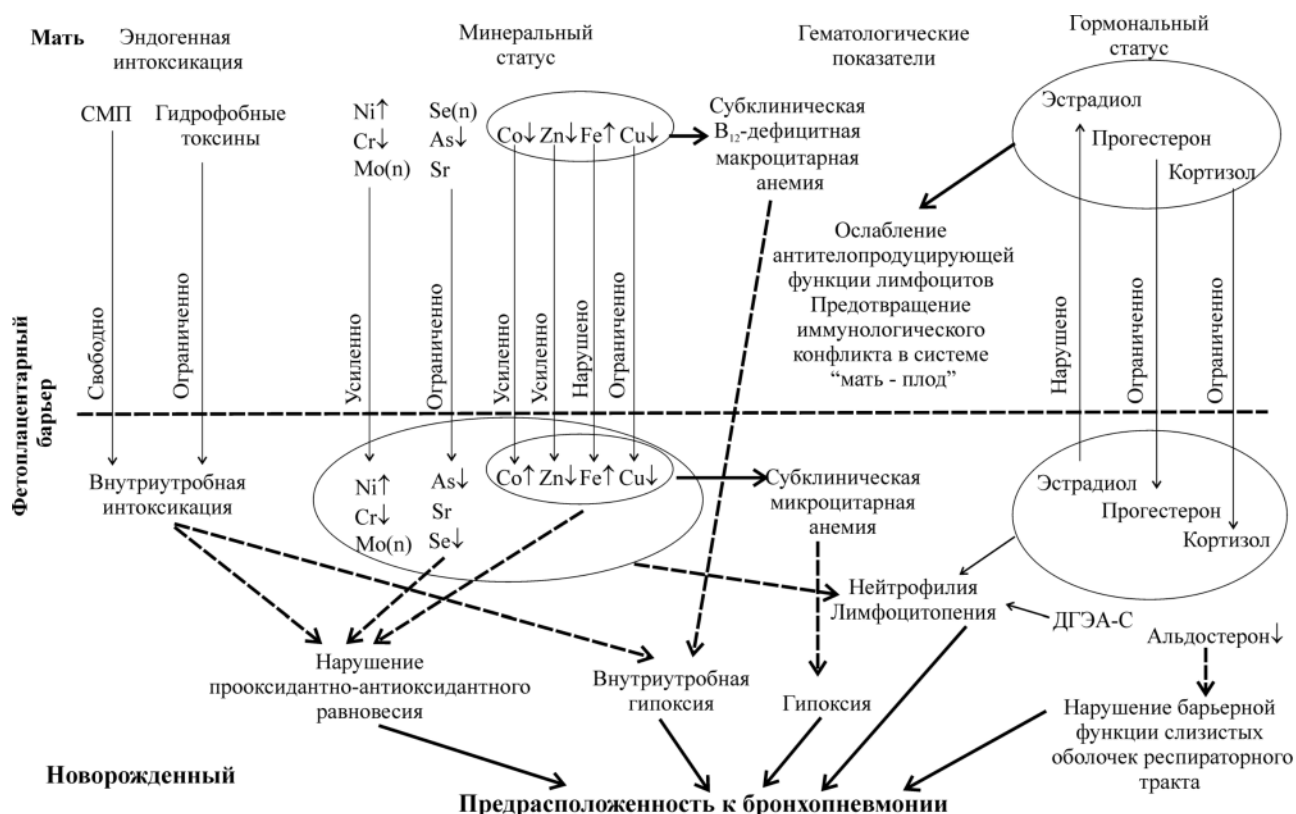 Мать
Эндогенная
интоксикация
Минеральный
статус
Гематологические
показатели
Гормональный
статус
СМП
Гидрофобные
токсины
Ni↑
Cr↓
Mo(n)
Se(n)
As↓
Sr
Co↓ Zn↓ Fe↑ Cu↓
Субклиническая
B₁₂-дефицитная
макроцитарная
анемия
Эстрадиол
Прогестерон
Кортизол
Ослабление
антителопродуцирующей
функции лимфоцитов
Предотвращение
иммунологического
конфликта в системе
“мать - плод”
Фетоплацентарный
барьер
Свободно
Ограниченно
Усиленно
Ограниченно
Усиленно
Усиленно
Нарушено
Ограниченно
Нарушено
Ограниченно
Ограниченно
Внутриутробная
интоксикация
Ni↑
Cr↓
Mo(n)
As↓
Sr
Se↓
Co↑ Zn↓ Fe↑ Cu↓
Субклиническая
микроцитарная
анемия
Эстрадиол
Прогестерон
Кортизол
Нейтрофилия
Лимфоцитопения
ДГЭА-С
Альдостерон↓
Нарушение
прооксидантно-антиоксидантного
равновесия
Внутриутробная
гипоксия
Гипоксия
Нарушение барьерной
функции слизистых
оболочек респираторного
тракта
Новорожденный
Предрасположенность к бронхопневмонии